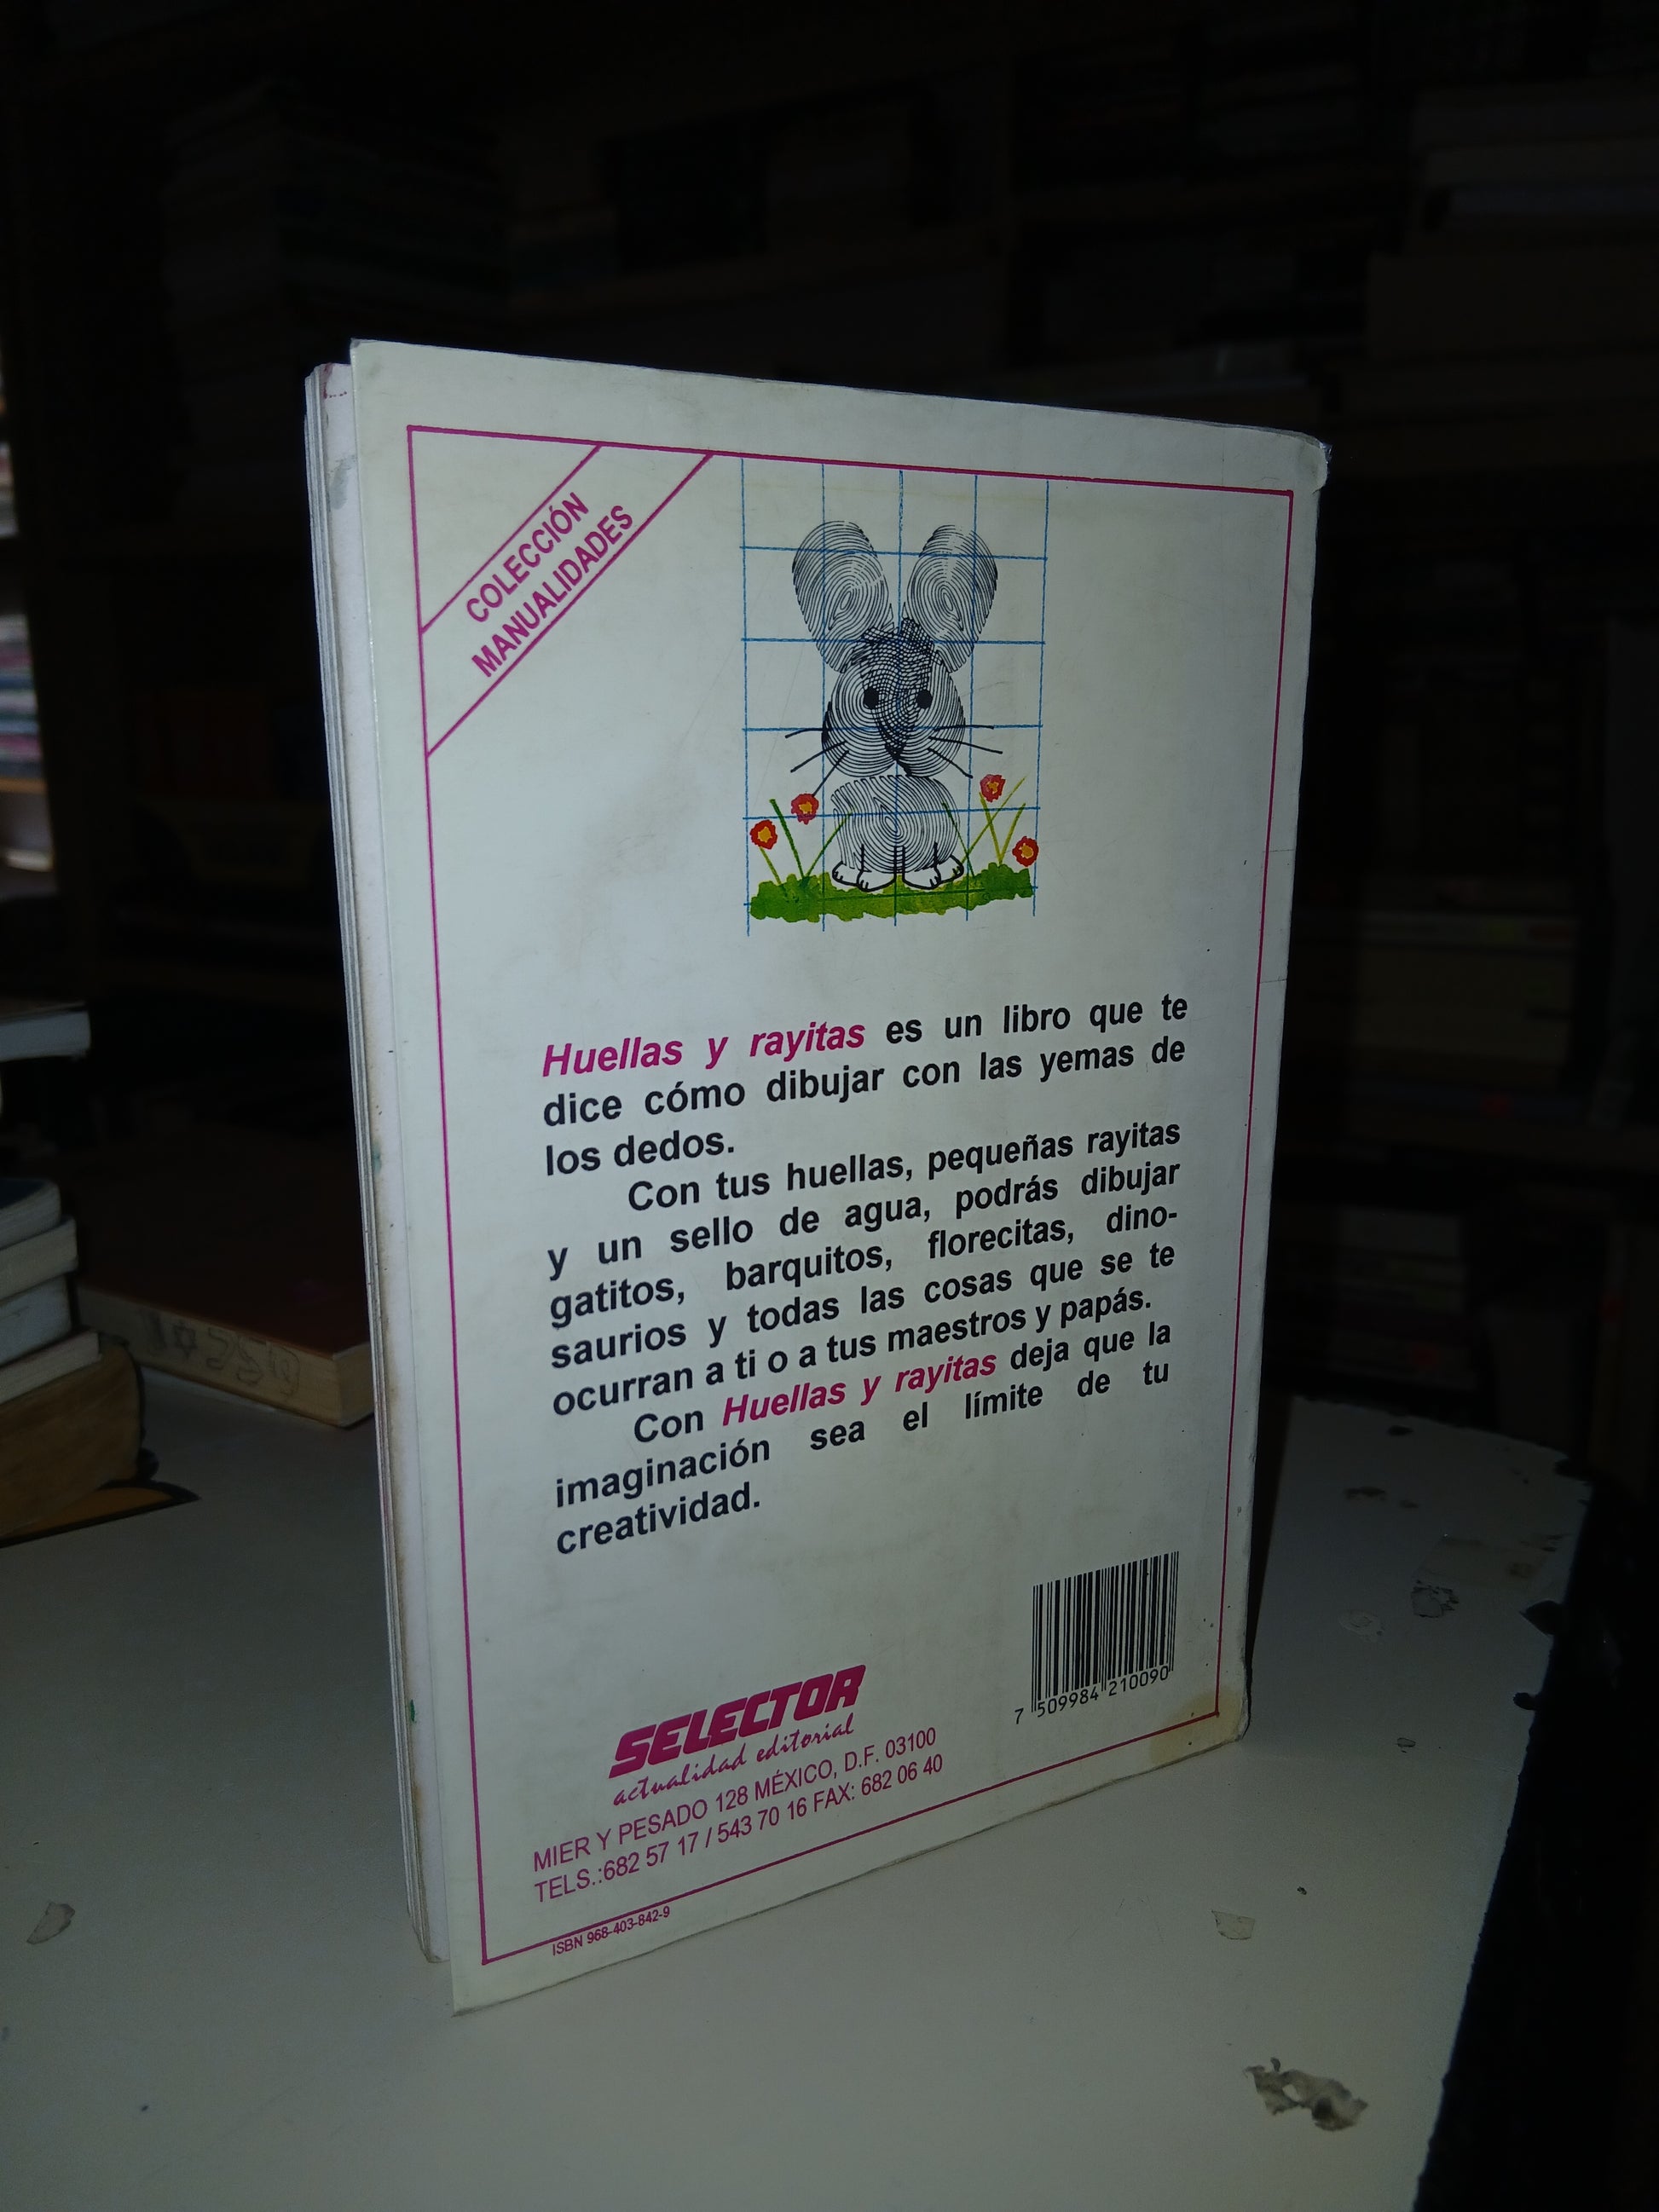 COLECCIÓN
MANUALIDADES
Huellas y rayitas es un libro que te
dice cómo dibujar con las yemas de
los dedos.
Con tus huellas, pequeñas rayitas
y un sello de agua, podrás dibujar
gatitos, barquitos, florecitas, dino-
saurios y todas las cosas que se te
ocurran a ti o a tus maestros y papás.
Con Huellas y rayitas deja que la
imaginación sea el límite de tu
creatividad.
7 509984 210090
SELECTOR
actualidad editorial
MIER Y PESADO 128 MÉXICO, D.F. 03100
TELS.:682 57 17 / 543 70 16 FAX: 682 06 40
ISBN 968-403-842-9